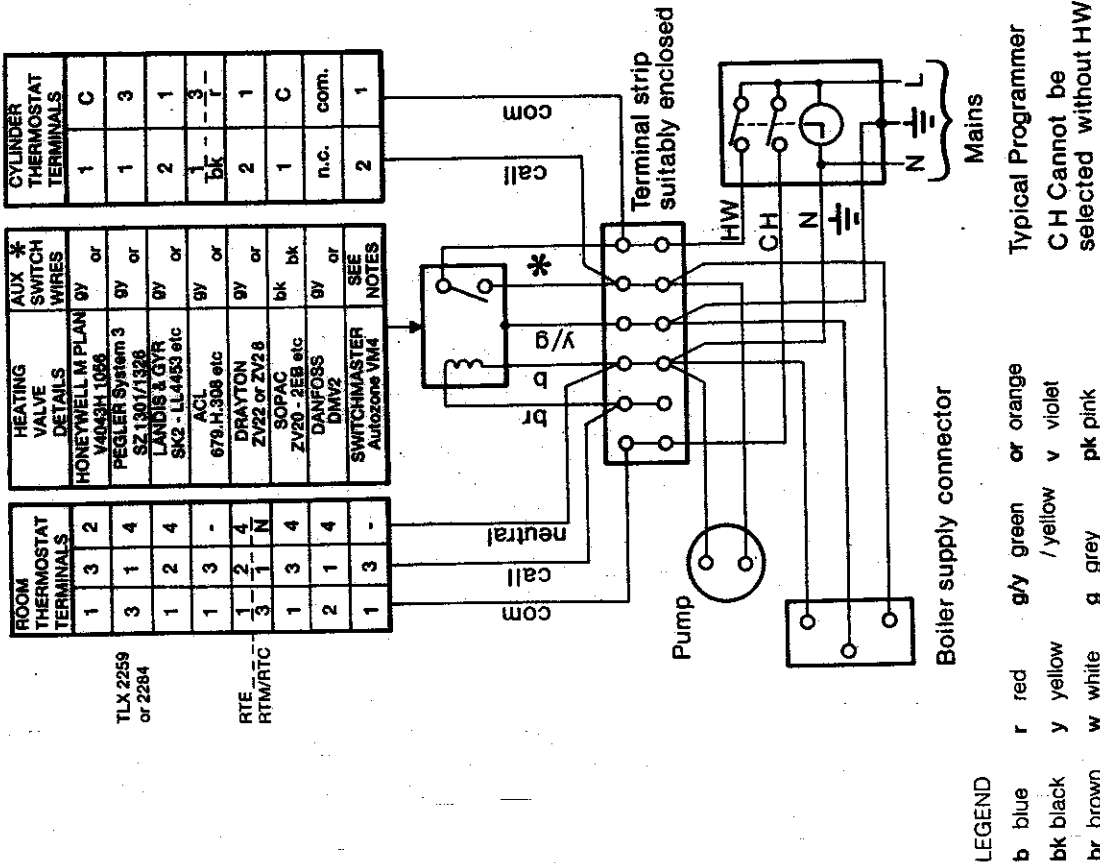 ROOM
THERMOSTAT
TERMINALS
1 3 2
TLX 2259
or 2284
3 1 4
1 2 4
1 3 -
RTE 1 2 4
RTM/RTC 3 1 N
1 3 4
2 1 4
1 3 -
HEATING
VALVE
DETAILS
AUX *
SWITCH
WIRES
HONEYWELL M PLAN
V4043H 1056
gy or
PEGLER System 3
SZ 1301/1326
gy or
LANDIS & GYR
SK2 - LL4453 etc
gy or
ACL
679.H.308 etc
gy or
DRAYTON
ZV22 or ZV28
gy or
SOPAC
ZV20 - 2EB etc
bk bk
DANFOSS
DMV2
gy or
SWITCHMASTER
Autozone VM4
SEE
NOTES
CYLINDER
THERMOSTAT
TERMINALS
1 C
1 3
2 1
1 3
bk r
2 1
1 C
n.c. com.
2 1
com
call
neutral
br
b
y/g
*
call
com
Terminal strip
suitably enclosed
Pump
HW
CH
N
N
L
Mains
Boiler supply connector
Typical Programmer
C H Cannot be
selected without HW
LEGEND
b blue r red g/y green or orange
bk black y yellow /yellow v violet
br brown w white g grey pk pink